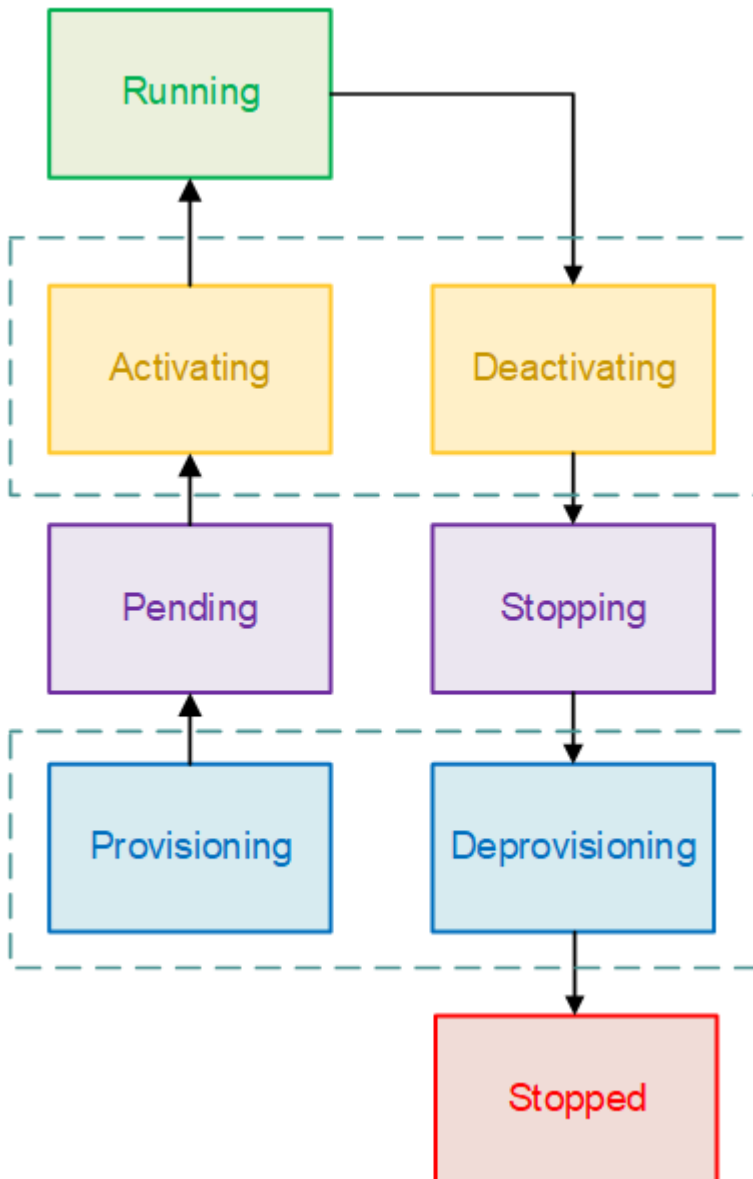 Running
Activating
Deactivating
Pending
Stopping
Provisioning
Deprovisioning
Stopped